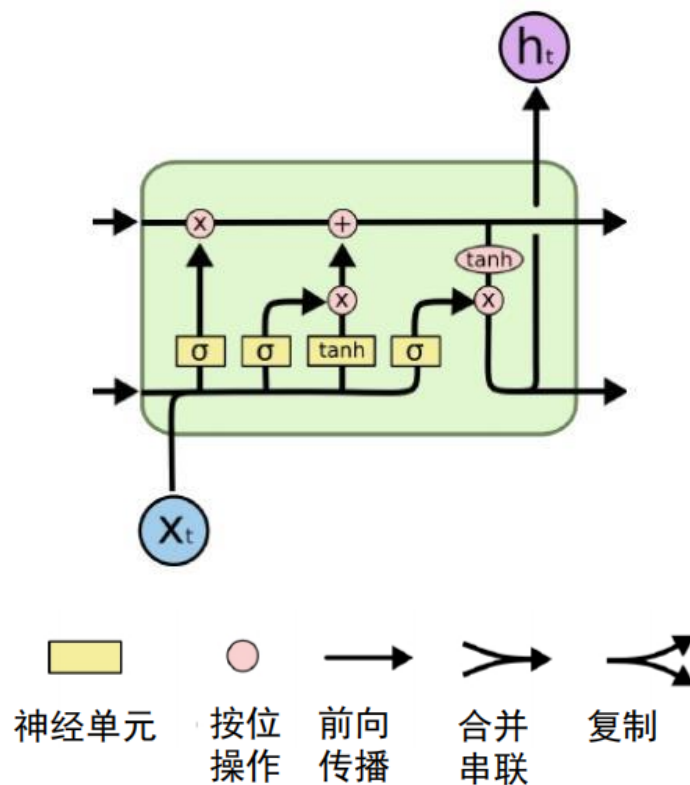 ht
x
+
tanh
x
x
σ
σ
tanh
σ
xt
神经单元
按位
操作
前向
传播
合并
串联
复制